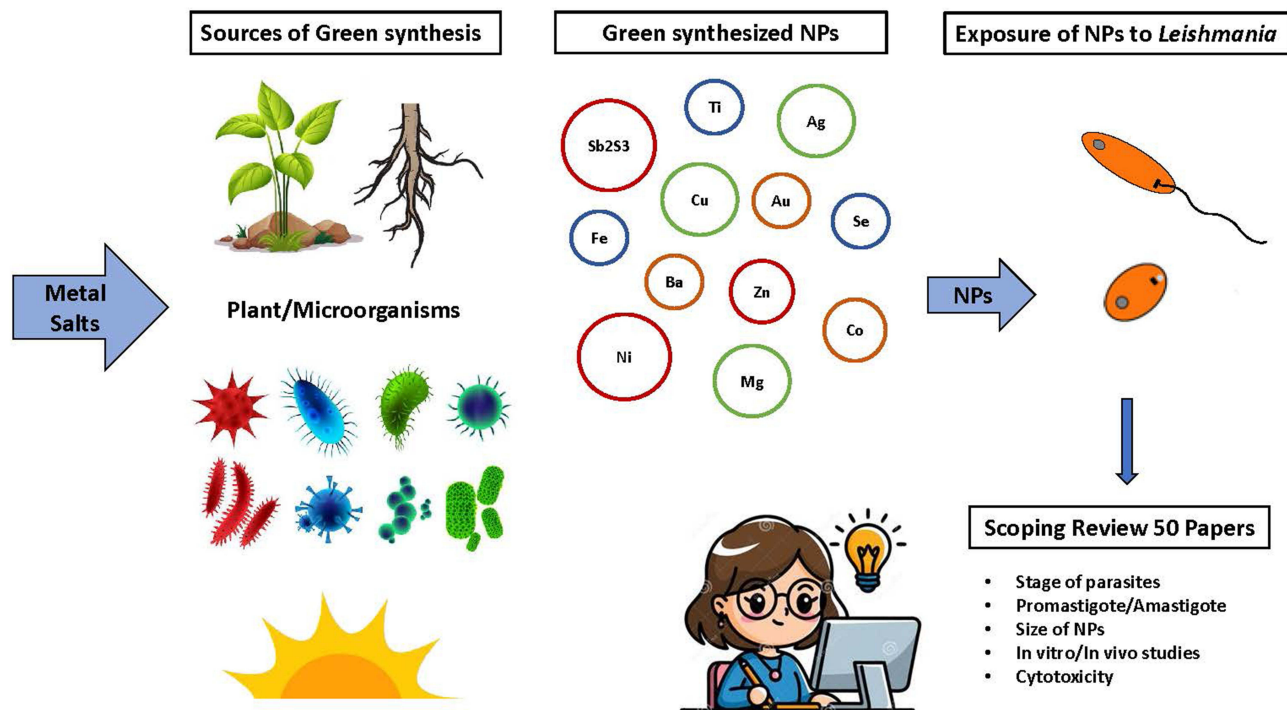 Sources of Green synthesis
Green synthesized NPs
Exposure of NPs to Leishmania
Metal
Salts
Plant/Microorganisms
Sb2S3
Ti
Ag
Cu
Au
Se
Fe
Ba
Zn
Co
Ni
Mg
NPs
Scoping Review 50 Papers
• Stage of parasites
• Promastigote/Amastigote
• Size of NPs
• In vitro/In vivo studies
• Cytotoxicity